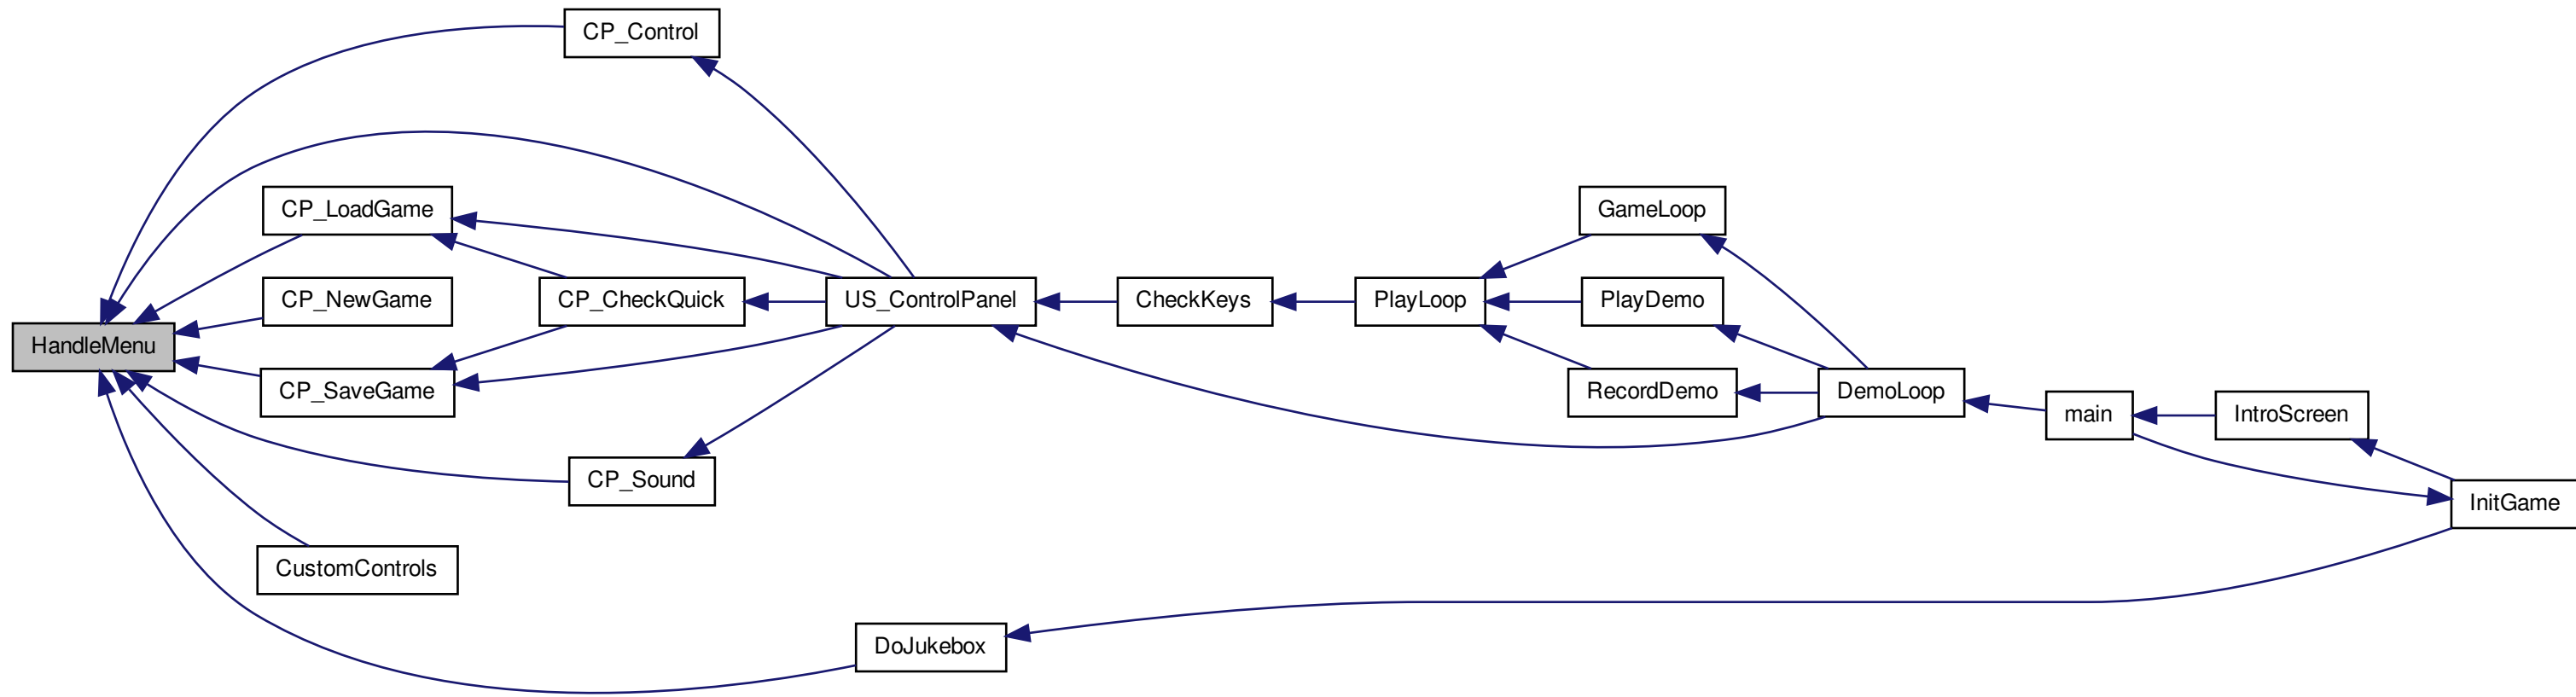 CP_Control
CP_LoadGame
GameLoop
CP_NewGame
CP_CheckQuick
US_ControlPanel
CheckKeys
PlayLoop
PlayDemo
HandleMenu
CP_SaveGame
RecordDemo
DemoLoop
main
IntroScreen
CP_Sound
InitGame
CustomControls
DoJukebox